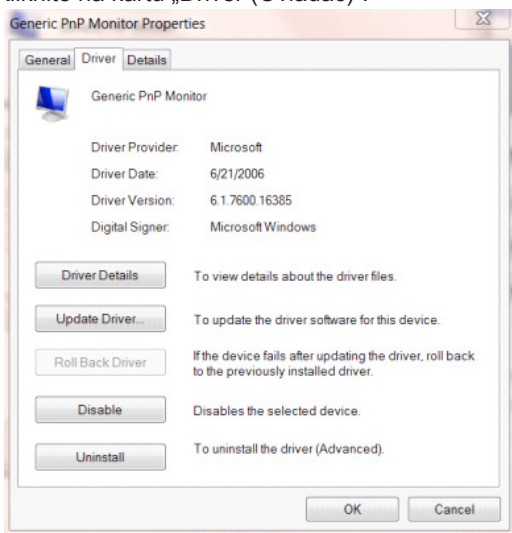 Generic PnP Monitor Properties
General Driver Details
Generic PnP Monitor
Driver Provider: Microsoft
Driver Date: 6/21/2006
Driver Version: 6.1.7600.16385
Digital Signer: Microsoft Windows
Driver Details To view details about the driver files.
Update Driver... To update the driver software for this device.
Roll Back Driver If the device fails after updating the driver, roll back
to the previously installed driver.
Disable Disables the selected device.
Uninstall To uninstall the driver (Advanced).
OK Cancel